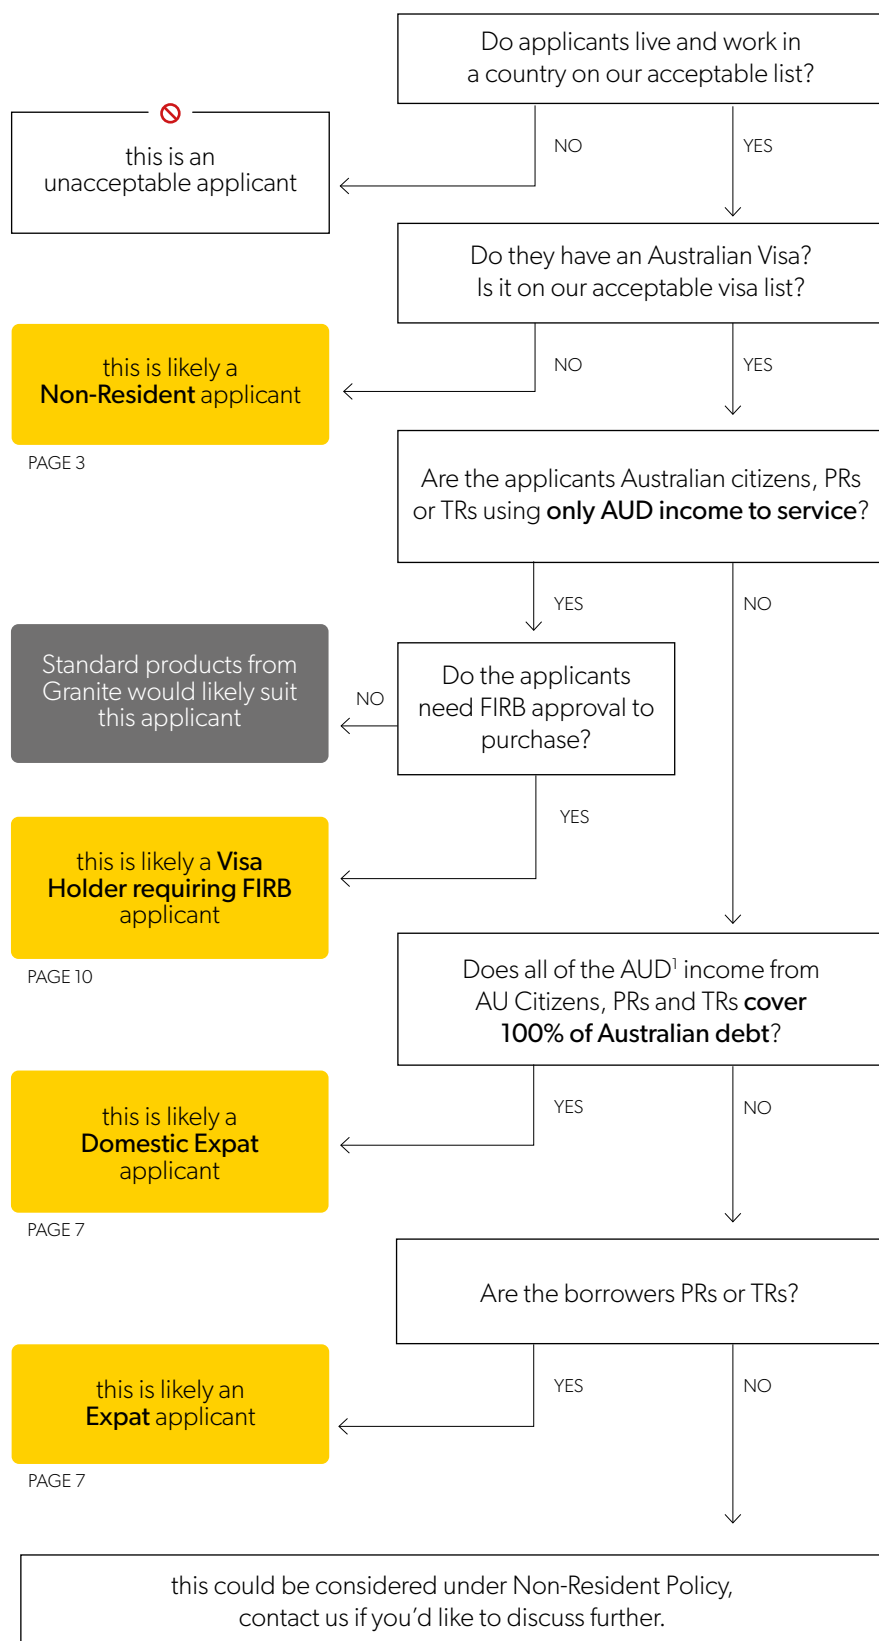 Do applicants live and work in
a country on our acceptable list?
NO
YES
this is an
unacceptable applicant
Do they have an Australian Visa?
Is it on our acceptable visa list?
NO
YES
this is likely a
Non-Resident applicant
PAGE 3
Are the applicants Australian citizens, PRs
or TRs using only AUD income to service?
YES
NO
Standard products from
Granite would likely suit
this applicant
NO
Do the applicants
need FIRB approval to
purchase?
YES
this is likely a Visa
Holder requiring FIRB
applicant
PAGE 10
Does all of the AUD¹ income from
AU Citizens, PRs and TRs cover
100% of Australian debt?
YES
NO
this is likely a
Domestic Expat
applicant
PAGE 7
Are the borrowers PRs or TRs?
YES
NO
this is likely an
Expat applicant
PAGE 7
this could be considered under Non-Resident Policy,
contact us if you’d like to discuss further.